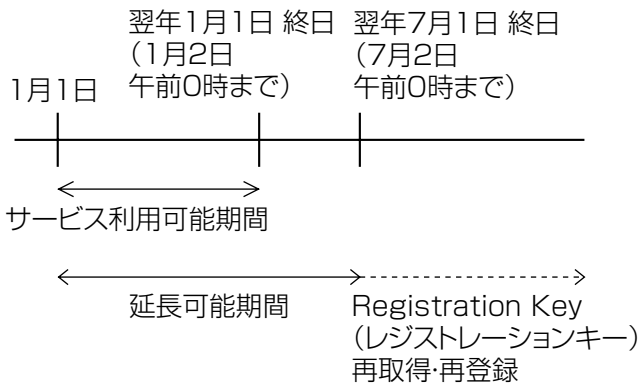 1月1日
翌年1月1日 終日
（1月2日
午前0時まで）
翌年7月1日 終日
（7月2日
午前0時まで）
サービス利用可能期間
延長可能期間
Registration Key
（レジストレーションキー）
再取得・再登録